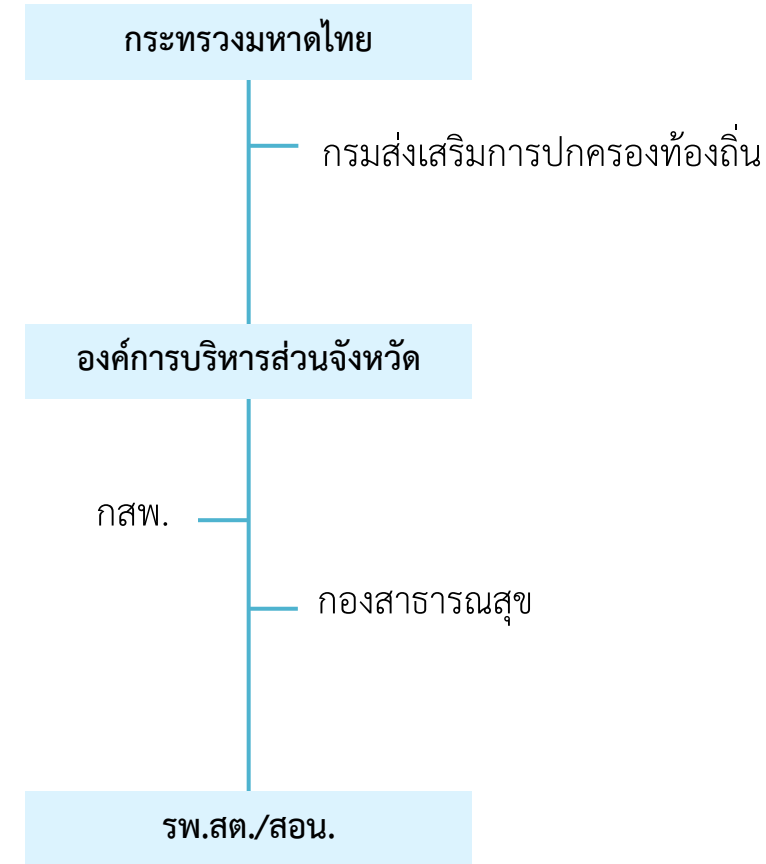 กระทรวงมหาดไทย
กรมส่งเสริมการปกครองท้องถิ่น
องค์การบริหารส่วนจังหวัด
กสพ.
กองสาธารณสุข
รพ.สต./สอน.